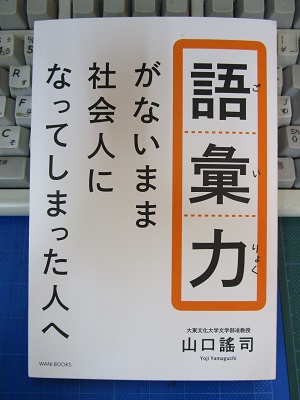 語彙力
ごいりょく
がないまま
社会人に
なってしまった人へ
大東文化大学文学部准教授
山口謠司
Yoji Yamaguchi
WANI BOOKS